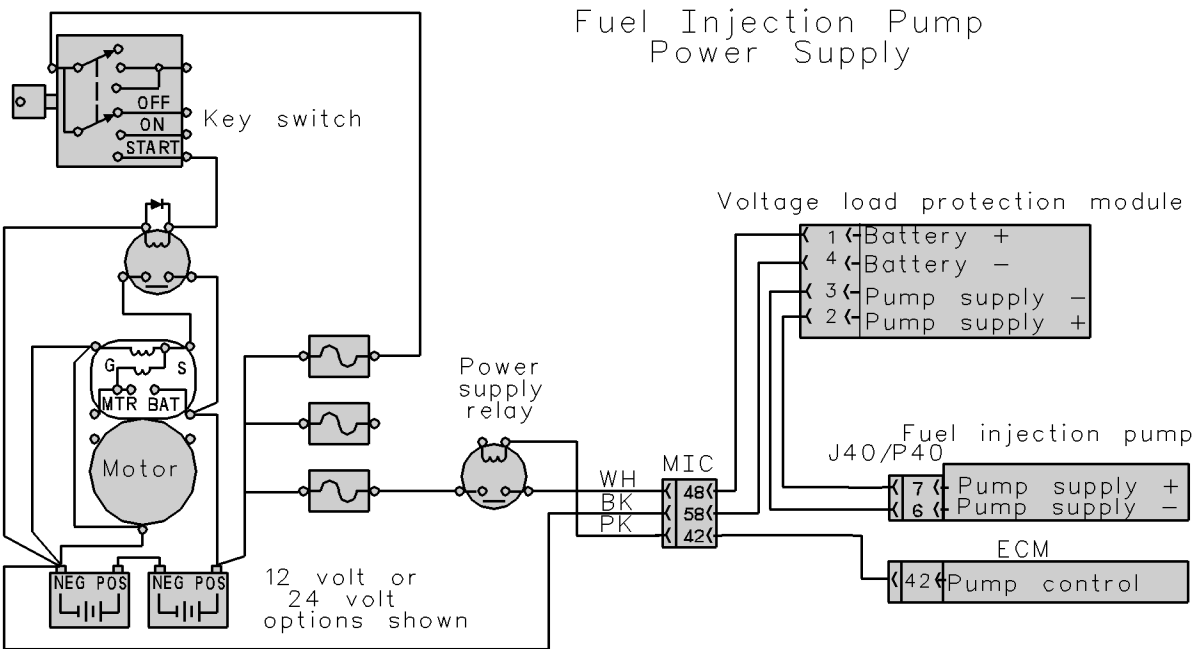 Fuel Injection Pump
Power Supply
OFF
ON
START
Key switch
Voltage load protection module
1 Battery +
4 Battery -
3 Pump supply -
2 Pump supply +
G S
MTR BAT
Motor
Power
supply
relay
WH
BK
PK
MIC
48
58
42
Fuel injection pump
J40/P40
7 Pump supply +
6 Pump supply -
ECM
42 Pump control
NEG POS
NEG POS
12 volt or
24 volt
options shown